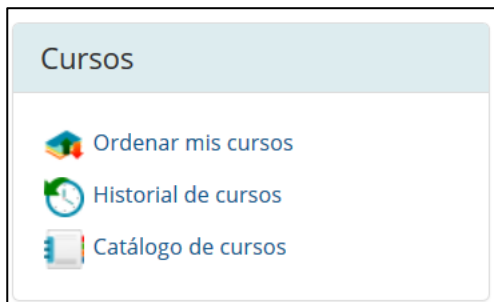 Cursos
Ordenar mis cursos
Historial de cursos
Catálogo de cursos